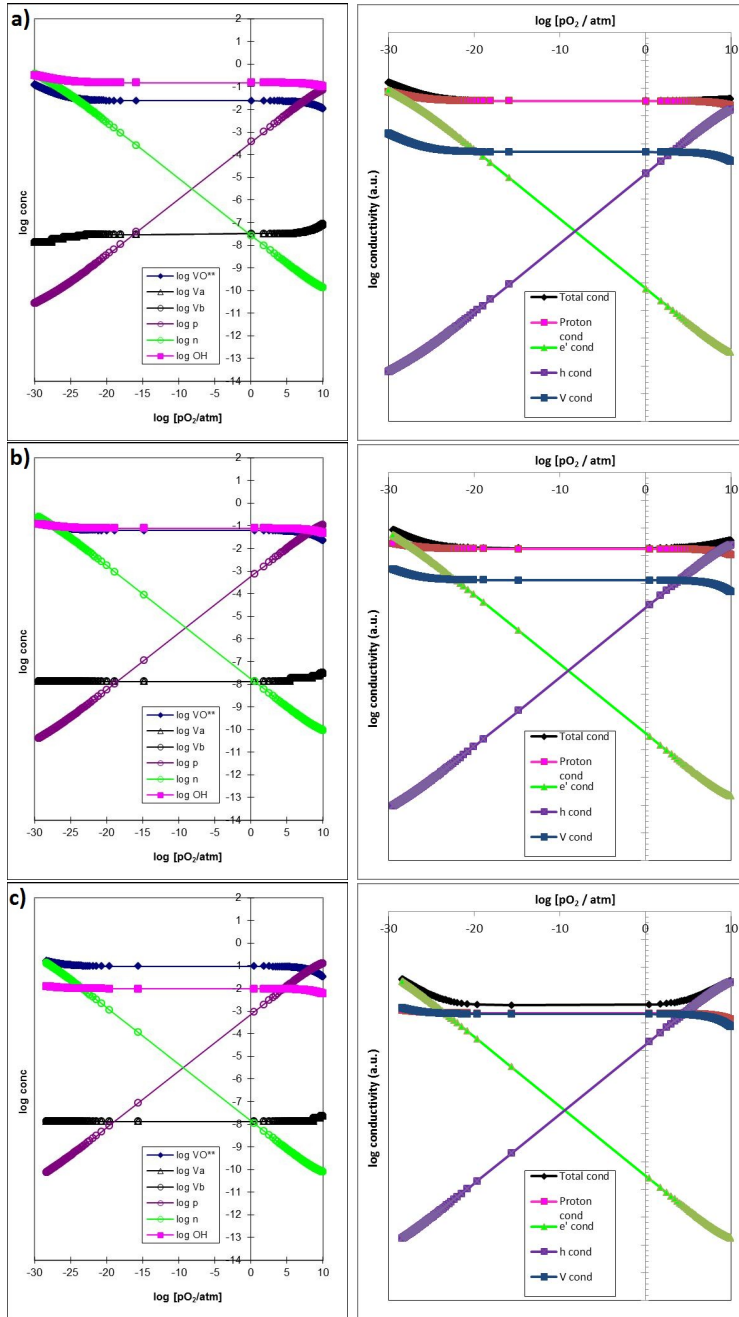 a)
2
1
0
-1
-2
-3
-4
-5
-6
-7
-8
-9
-10
-11
-12
-13
-14
log conc
log VO**
log Va
log Vb
log p
log n
log OH
-30 -25 -20 -15 -10 -5 0 5 10
log [pO2/atm]
log [pO2 / atm]
-30 -20 -10 0 10
log conductivity (a.u.)
Total cond
Proton cond
e' cond
h cond
V cond
b)
2
1
0
-1
-2
-3
-4
-5
-6
-7
-8
-9
-10
-11
-12
-13
-14
log conc
log VO**
log Va
log Vb
log p
log n
log OH
-30 -25 -20 -15 -10 -5 0 5 10
log [pO2/atm]
log [pO2 / atm]
-30 -20 -10 0 10
log conductivity (a.u.)
Total cond
Proton cond
e' cond
h cond
V cond
c)
2
1
0
-1
-2
-3
-4
-5
-6
-7
-8
-9
-10
-11
-12
-13
-14
log conc
log VO**
log Va
log Vb
log p
log n
log OH
-30 -25 -20 -15 -10 -5 0 5 10
log [pO2/atm]
log [pO2 / atm]
-30 -20 -10 0 10
log conductivity (a.u.)
Total cond
Proton cond
e' cond
h cond
V cond